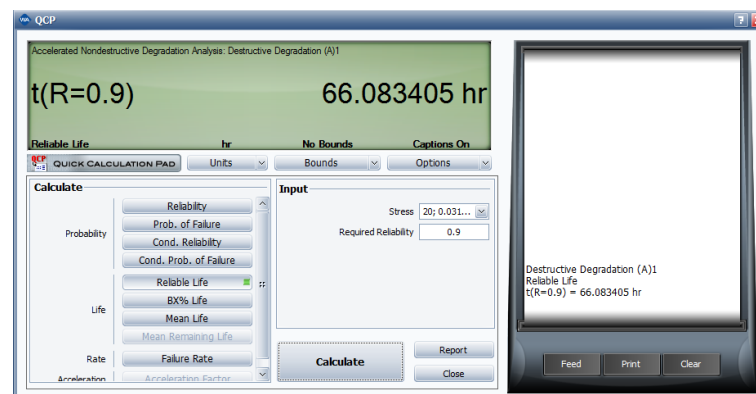 QCP
?
Accelerated Nondestructive Degradation Analysis: Destructive Degradation (A)1
t(R=0.9) 66.083405 hr
Reliable Life hr No Bounds Captions On
QCP QUICK CALCULATION PAD Units Bounds Options
Calculate
Probability
Reliability
Prob. of Failure
Cond. Reliability
Cond. Prob. of Failure
Life
Reliable Life
BX% Life
Mean Life
Mean Remaining Life
Rate
Failure Rate
Acceleration
Acceleration Factor
Input
Stress 20; 0.031...
Required Reliability 0.9
Calculate
Report
Close
Destructive Degradation (A)1
Reliable Life
t(R=0.9) = 66.083405 hr
Feed Print Clear